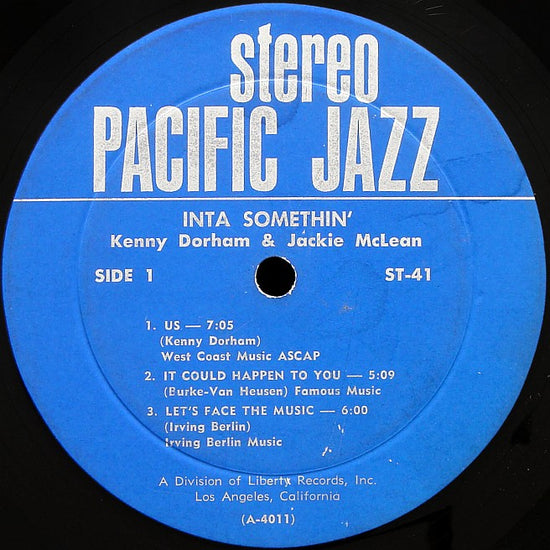 stereo
PACIFIC JAZZ
INTA SOMETHIN'
Kenny Dorham & Jackie McLean
SIDE 1 ST-41
1. US — 7:05
(Kenny Dorham)
West Coast Music ASCAP
2. IT COULD HAPPEN TO YOU — 5:09
(Burke-Van Heusen) Famous Music
3. LET'S FACE THE MUSIC — 6:00
(Irving Berlin)
Irving Berlin Music
A Division of Liberty Records, Inc.
Los Angeles, California
(A-4011)